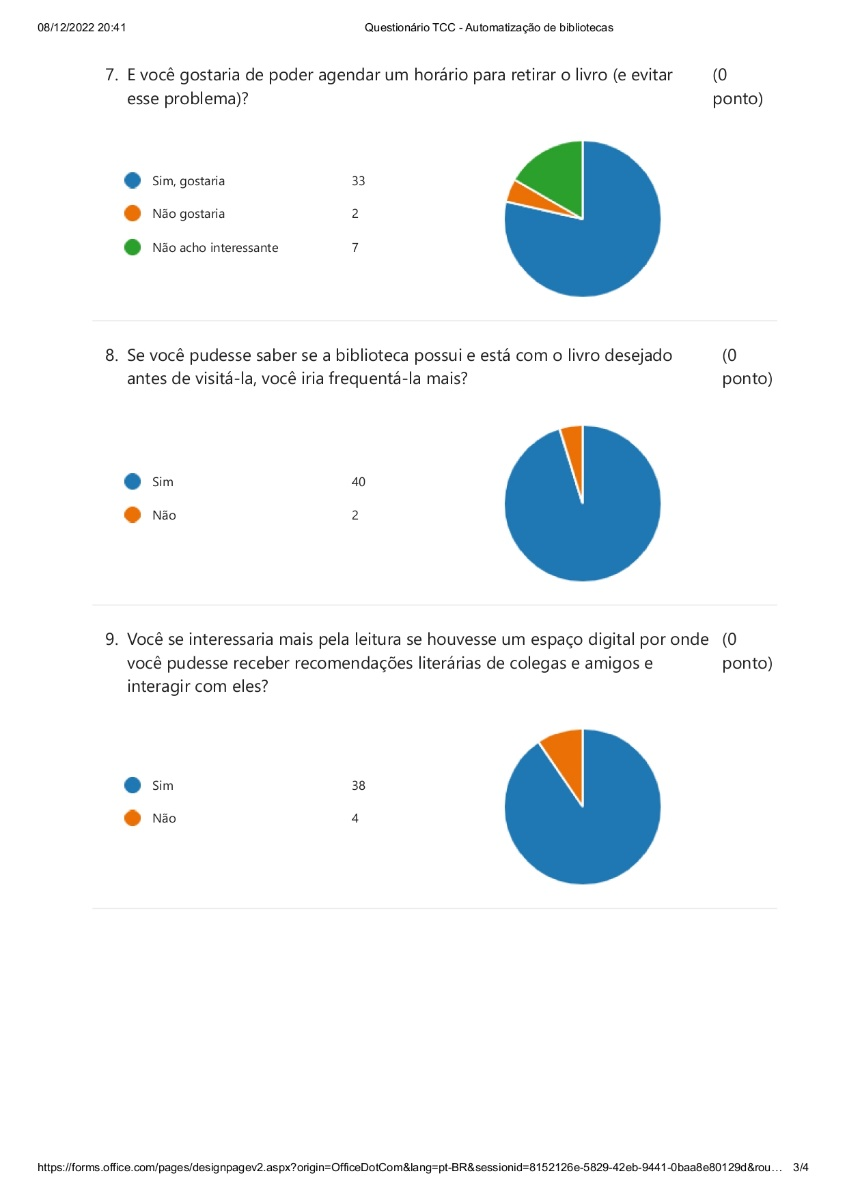 08/12/2022 20:41 Questionário TCC - Automatização de bibliotecas
7. E você gostaria de poder agendar um horário para retirar o livro (e evitar (0
esse problema)? ponto)
Sim, gostaria 33
Não gostaria 2
Não acho interessante 7
8. Se você pudesse saber se a biblioteca possui e está com o livro desejado (0
antes de visitá-la, você iria frequentá-la mais? ponto)
Sim 40
Não 2
9. Você se interessaria mais pela leitura se houvesse um espaço digital por onde (0
você pudesse receber recomendações literárias de colegas e amigos e ponto)
interagir com eles?
Sim 38
Não 4
https://forms.office.com/pages/designpagev2.aspx?origin=OfficeDotCom&lang=pt-BR&sessionid=8152126e-5829-42eb-9441-0baa8e80129d&rou... 3/4